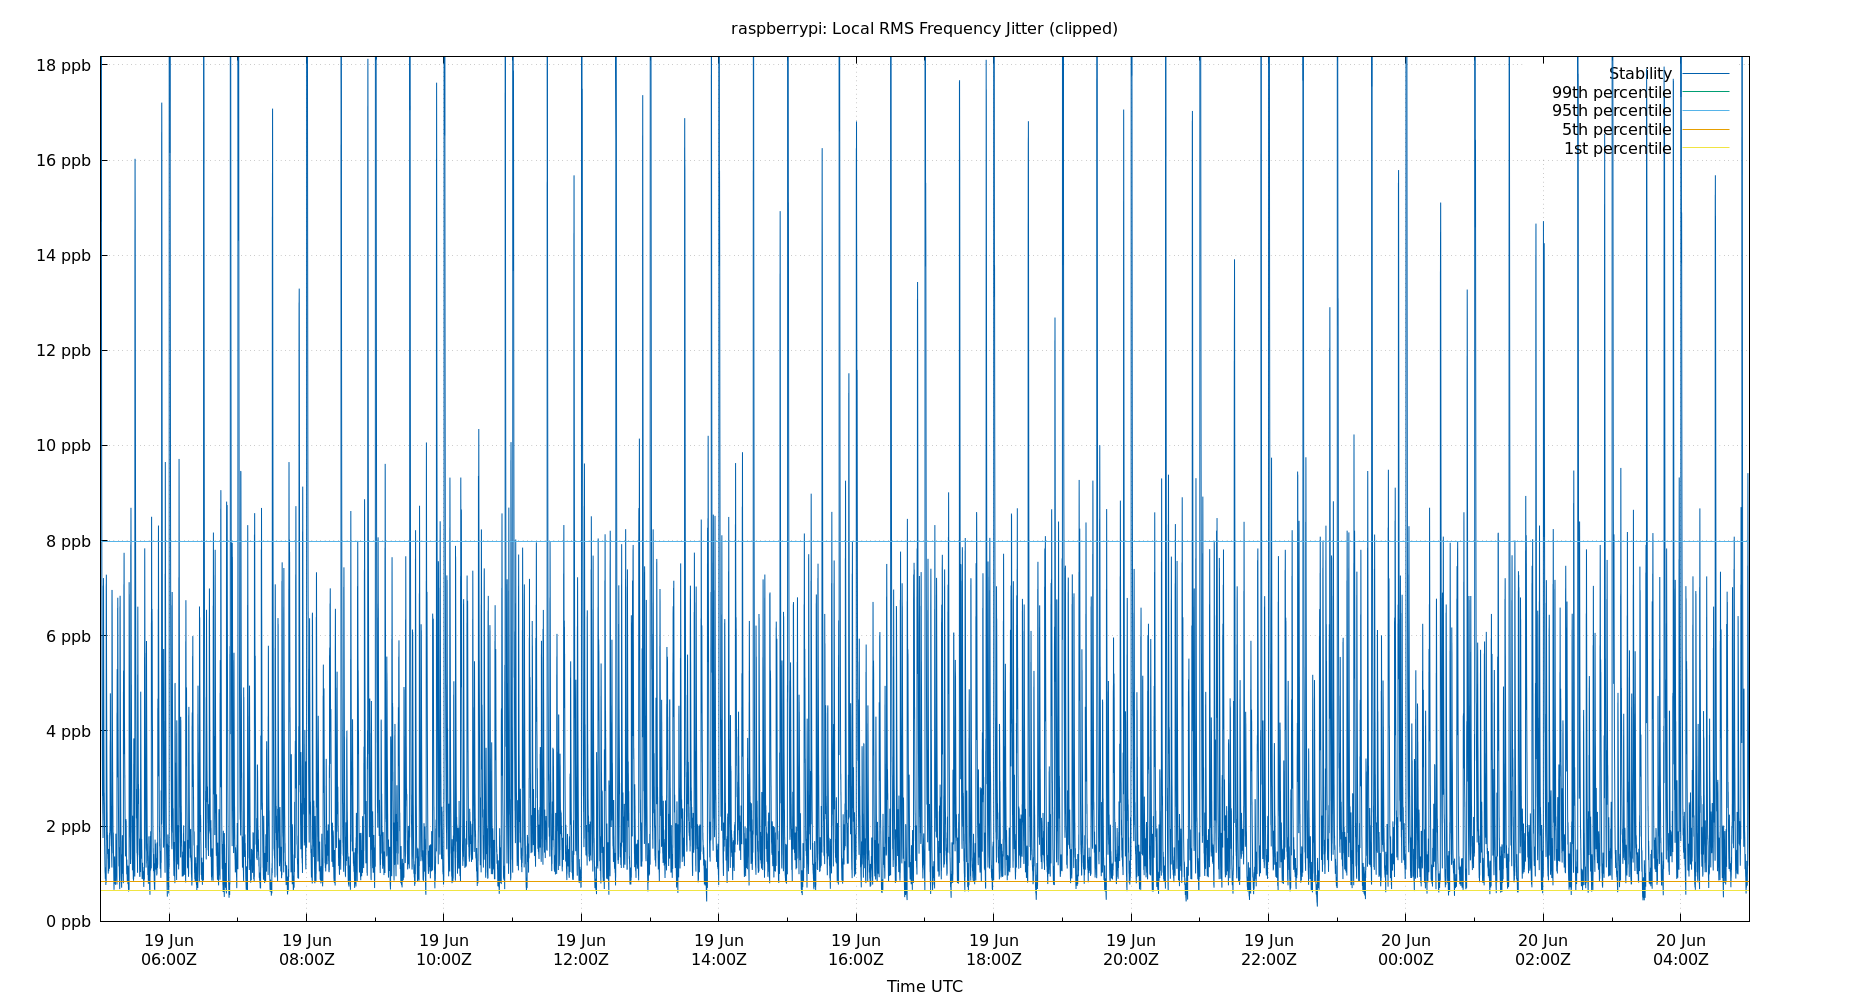 raspberrypi: Local RMS Frequency Jitter (clipped)
18 ppb
16 ppb
14 ppb
12 ppb
10 ppb
8 ppb
6 ppb
4 ppb
2 ppb
0 ppb
Stability
99th percentile
95th percentile
5th percentile
1st percentile
19 Jun 19 Jun 19 Jun 19 Jun 19 Jun 19 Jun 19 Jun 19 Jun 19 Jun 20 Jun 20 Jun 20 Jun
06:00Z 08:00Z 10:00Z 12:00Z 14:00Z 16:00Z 18:00Z 20:00Z 22:00Z 00:00Z 02:00Z 04:00Z
Time UTC